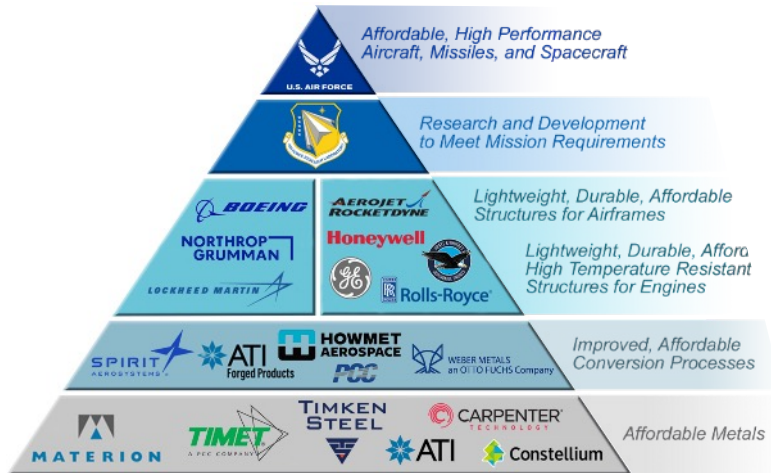 U.S. AIR FORCE
Affordable, High Performance
Aircraft, Missiles, and Spacecraft
Research and Development
to Meet Mission Requirements
BOEING
NORTHROP
GRUMMAN
LOCKHEED MARTIN
AEROJET
ROCKETDYNE
Honeywell
GE
RR
Rolls-Royce®
Lightweight, Durable, Affordable
Structures for Airframes
Lightweight, Durable, Afford
High Temperature Resistant
Structures for Engines
SPIRIT
AEROSYSTEMS
ATI
Forged Products
HOWMET
AEROSPACE
PCC
WEBER METALS
an OTTO FUCHS Company
Improved, Affordable
Conversion Processes
MATERION
TIMET
A PCC COMPANY
TIMKEN
STEEL
CARPENTER
TECHNOLOGY
ATI
Constellium
Affordable Metals